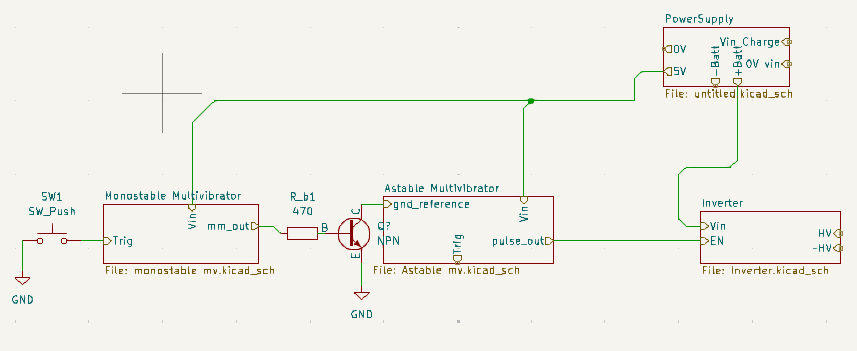 PowerSupply
Vin_Charge
0V
-Batt
+Batt
0V vin
5V
File: untitled.kicad_sch
SW1
SW_Push
Monostable Multivibrator
Vin
mm_out
Trig
File: monostable mv.kicad_sch
GND
R_b1
470
B
C
E
Q?
NPN
GND
Astable Multivibrator
gnd_reference
Vin
Trig
pulse_out
File: Astable mv.kicad_sch
Inverter
Vin
EN
HV
-HV
File: Inverter.kicad_sch